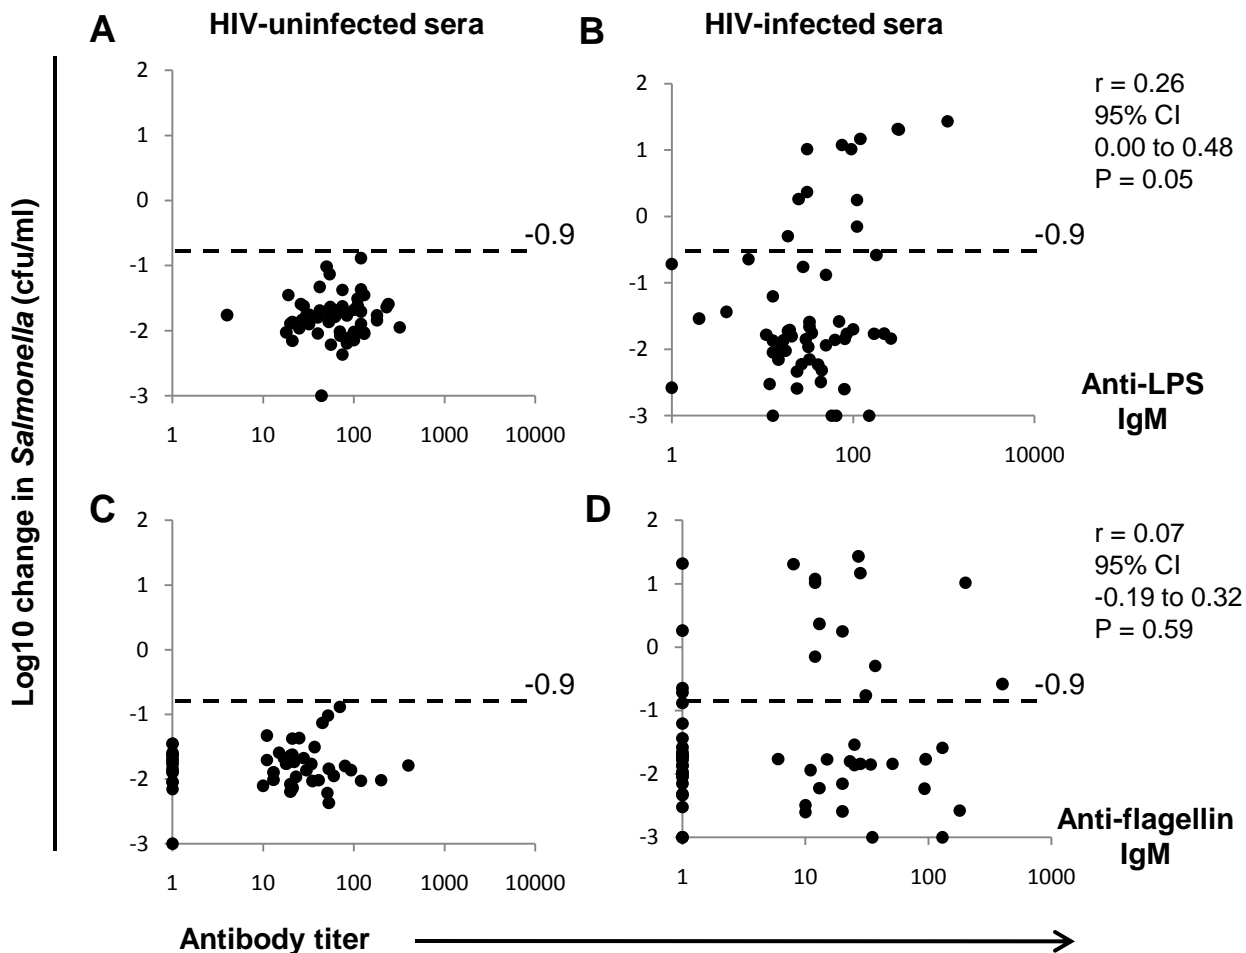 A
HIV-uninfected sera
B
HIV-infected sera
Log10 change in Salmonella (cfu/ml)
2
1
0
-1
-2
-3
-0.9
1
10
100
1000
10000
2
1
0
-1
-2
-3
-0.9
1
100
10000
r = 0.26
95% CI
0.00 to 0.48
P = 0.05
Anti-LPS
IgM
C
2
1
0
-1
-2
-3
-0.9
1
10
100
1000
10000
D
2
1
0
-1
-2
-3
-0.9
1
10
100
1000
r = 0.07
95% CI
-0.19 to 0.32
P = 0.59
Anti-flagellin
IgM
Antibody titer